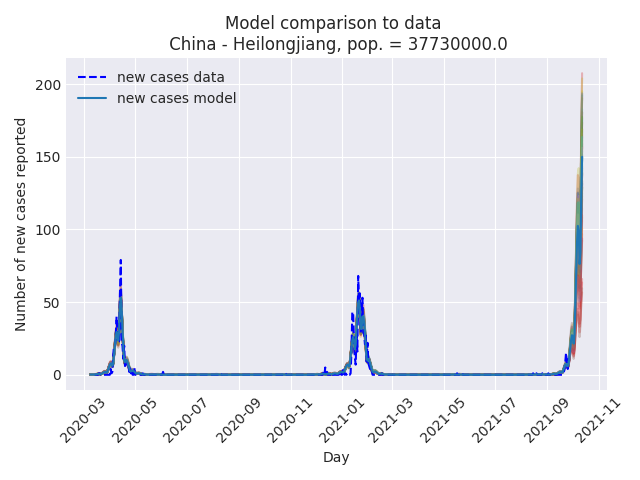 Model comparison to data
China - Heilongjiang, pop. = 37730000.0
new cases data
new cases model
Number of new cases reported
200
150
100
50
0
2020-03
2020-05
2020-07
2020-09
2020-11
2021-01
2021-03
2021-05
2021-07
2021-09
2021-11
Day